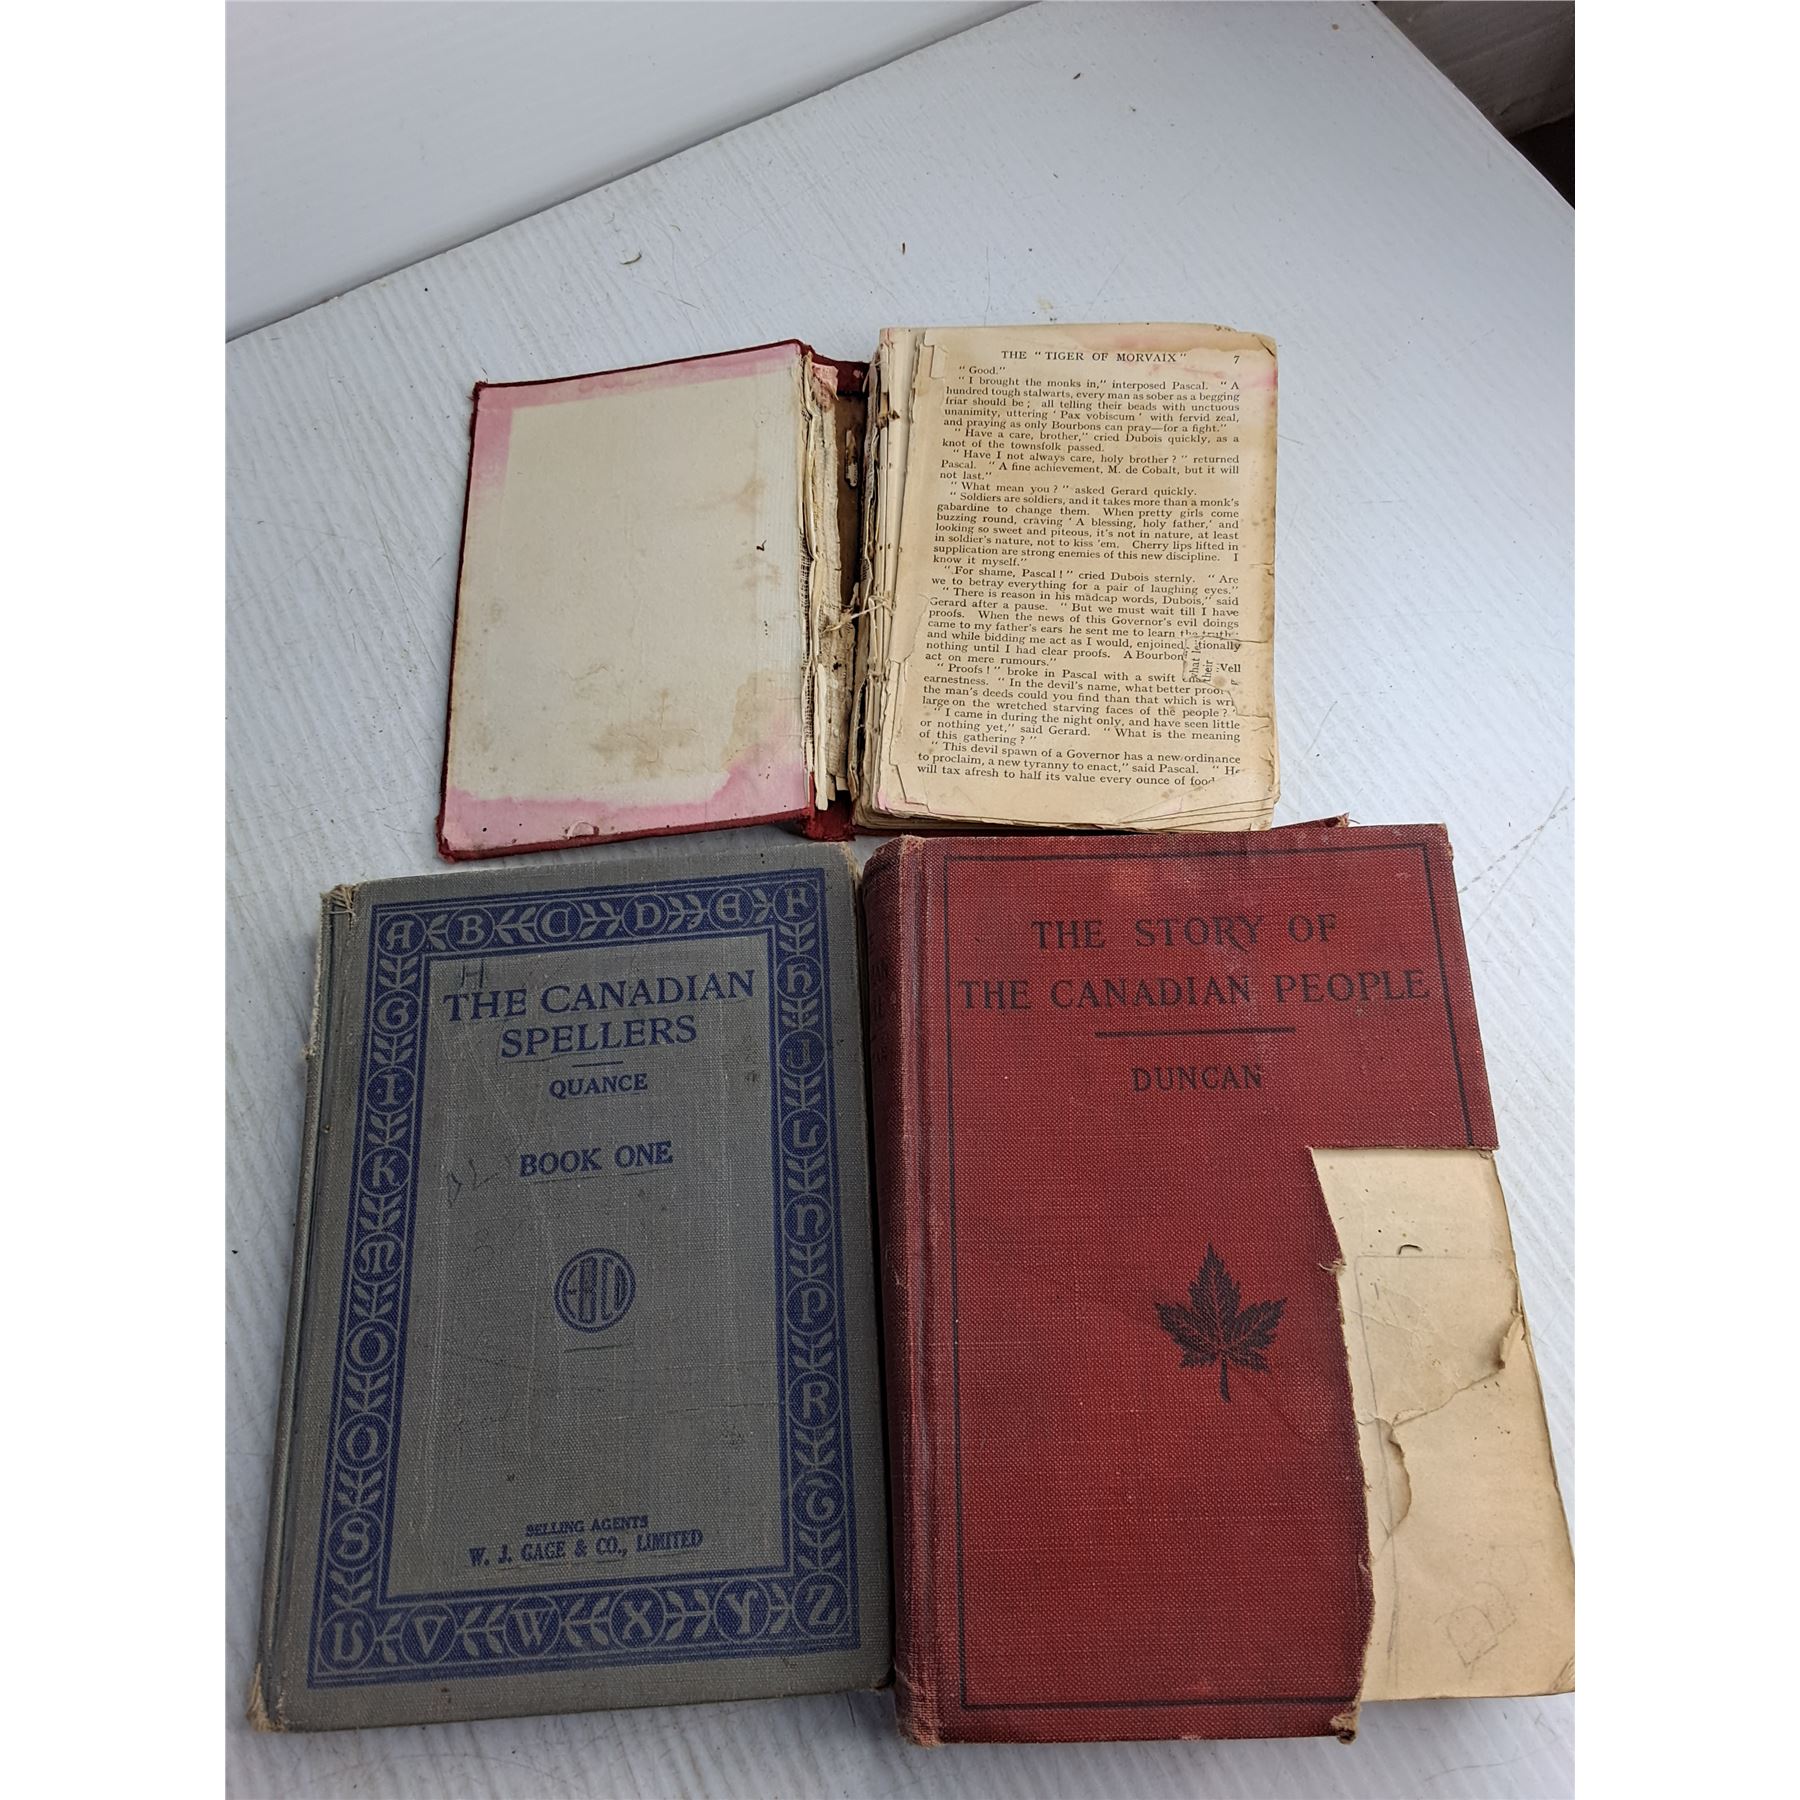 THE "TIGER OF MORVAIX" 7
"Good."
"I brought the monks in," interposed Pascal. "A
hundred tough stalwarts, every man as sober as a begging
friar should be; all telling their beads with unctuous
unanimity, uttering 'Pax vobiscum' with fervid zeal,
and praying as only Bourbons can pray—for a fight."
"Have a care, brother," cried Dubois quickly, as a
knot of the townsfolk passed.
"Have I not always care, holy brother?" returned
Pascal. "A fine achievement, M. de Cobalt, but it will
not last."
"What mean you?" asked Gerard quickly.
"Soldiers are soldiers, and it takes more than a monk's
gabardine to change them. When pretty girls come
buzzing round, craving 'A blessing, holy father,' and
looking so sweet and piteous, it's not in nature, at least
in soldier's nature, not to kiss 'em. Cherry lips lifted in
supplication are strong enemies of this new discipline. I
know it myself."
"For shame, Pascal!" cried Dubois sternly. "Are
we to betray everything for a pair of laughing eyes."
"There is reason in his madcap words, Dubois," said
Gerard after a pause. "But we must wait till I have
proofs. When the news of this Governor's evil doings
came to my father's ears he sent me to learn the truth
and while bidding me act as I would, enjoined tionally
nothing until I had clear proofs. A Bourbon
act on mere rumours."
what
their
Vell
"Proofs!" broke in Pascal with a swift
earnestness. "In the devil's name, what better proof
the man's deeds could you find than that which is wri
large on the wretched starving faces of the people?"
"I came in during the night only, and have seen little
or nothing yet," said Gerard. "What is the meaning
of this gathering?"
"This devil spawn of a Governor has a new ordinance
to proclaim, a new tyranny to enact," said Pascal. "He
will tax afresh to half its value every ounce of food
A B C D E F
G H
I J
K L
M N
O P
Q R
S G
U V W X Y Z
H
THE CANADIAN
SPELLERS
QUANCE
BOOK ONE
EBCO
SELLING AGENTS
W. J. GAGE & CO., LIMITED
THE STORY OF
THE CANADIAN PEOPLE
DUNCAN